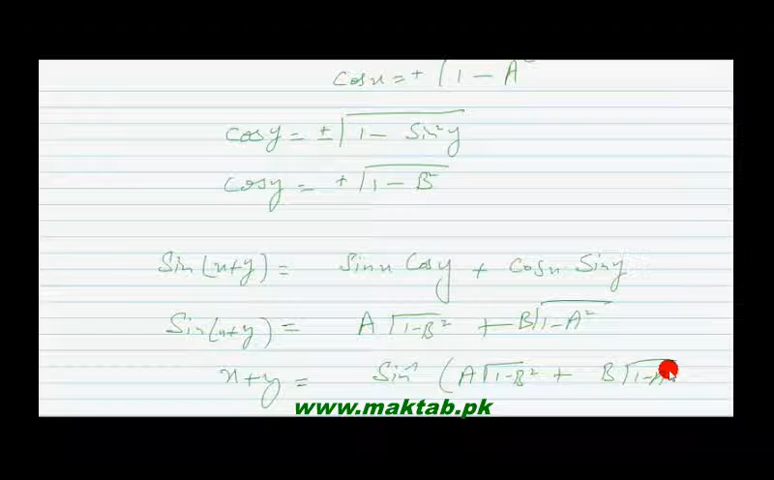 cosx = + √1 - A²
cosy = ± √1 - Sin²y
cosy = + √1 - B²
Sin(x+y) = Sinx Cosy + Cosx Siny
Sin(x+y) = A √1-B² + B √1-A²
x+y = Sin⁻¹ (A √1-B² + B √1-A²
www.maktab.pk